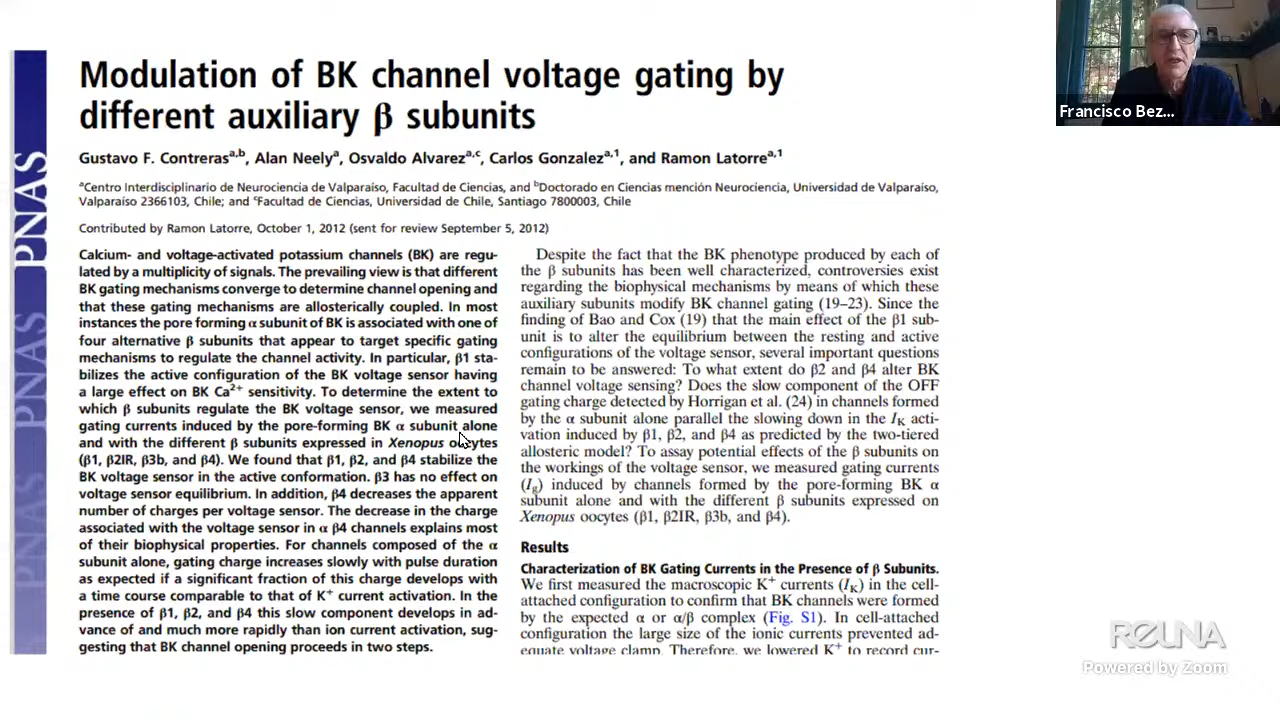 PNAS PNAS PNAS
Modulation of BK channel voltage gating by
different auxiliary β subunits
Gustavo F. Contrerasa,b, Alan Neelya, Osvaldo Alvareza,c, Carlos Gonzaleza,1, and Ramon Latorrea,1
aCentro Interdisciplinario de Neurociencia de Valparaíso, Facultad de Ciencias, and bDoctorado en Ciencias mención Neurociencia, Universidad de Valparaíso,
Valparaíso 2366103, Chile; and cFacultad de Ciencias, Universidad de Chile, Santiago 7800003, Chile
Contributed by Ramon Latorre, October 1, 2012 (sent for review September 5, 2012)
Calcium- and voltage-activated potassium channels (BK) are regu-
lated by a multiplicity of signals. The prevailing view is that different
BK gating mechanisms converge to determine channel opening and
that these gating mechanisms are allosterically coupled. In most
instances the pore forming α subunit of BK is associated with one of
four alternative β subunits that appear to target specific gating
mechanisms to regulate the channel activity. In particular, β1 sta-
bilizes the active configuration of the BK voltage sensor having
a large effect on BK Ca2+ sensitivity. To determine the extent to
which β subunits regulate the BK voltage sensor, we measured
gating currents induced by the pore-forming BK α subunit alone
and with the different β subunits expressed in Xenopus oocytes
(β1, β2IR, β3b, and β4). We found that β1, β2, and β4 stabilize the
BK voltage sensor in the active conformation. β3 has no effect on
voltage sensor equilibrium. In addition, β4 decreases the apparent
number of charges per voltage sensor. The decrease in the charge
associated with the voltage sensor in α β4 channels explains most
of their biophysical properties. For channels composed of the α
subunit alone, gating charge increases slowly with pulse duration
as expected if a significant fraction of this charge develops with
a time course comparable to that of K+ current activation. In the
presence of β1, β2, and β4 this slow component develops in ad-
vance of and much more rapidly than ion current activation, sug-
gesting that BK channel opening proceeds in two steps.
Despite the fact that the BK phenotype produced by each of
the β subunits has been well characterized, controversies exist
regarding the biophysical mechanisms by means of which these
auxiliary subunits modify BK channel gating (19–23). Since the
finding of Bao and Cox (19) that the main effect of the β1 sub-
unit is to alter the equilibrium between the resting and active
configurations of the voltage sensor, several important questions
remain to be answered: To what extent do β2 and β4 alter BK
channel voltage sensing? Does the slow component of the OFF
gating charge detected by Horrigan et al. (24) in channels formed
by the α subunit alone parallel the slowing down in the IK acti-
vation induced by β1, β2, and β4 as predicted by the two-tiered
allosteric model? To assay potential effects of the β subunits on
the workings of the voltage sensor, we measured gating currents
(Ig) induced by channels formed by the pore-forming BK α
subunit alone and with the different β subunits expressed on
Xenopus oocytes (β1, β2IR, β3b, and β4).
Results
Characterization of BK Gating Currents in the Presence of β Subunits.
We first measured the macroscopic K+ currents (IK) in the cell-
attached configuration to confirm that BK channels were formed
by the expected α or α/β complex (Fig. S1). In cell-attached
configuration the large size of the ionic currents prevented ad-
equate voltage clamp. Therefore, we lowered K+ to record cur-
Francisco Bez...
REUNA
Powered by Zoom